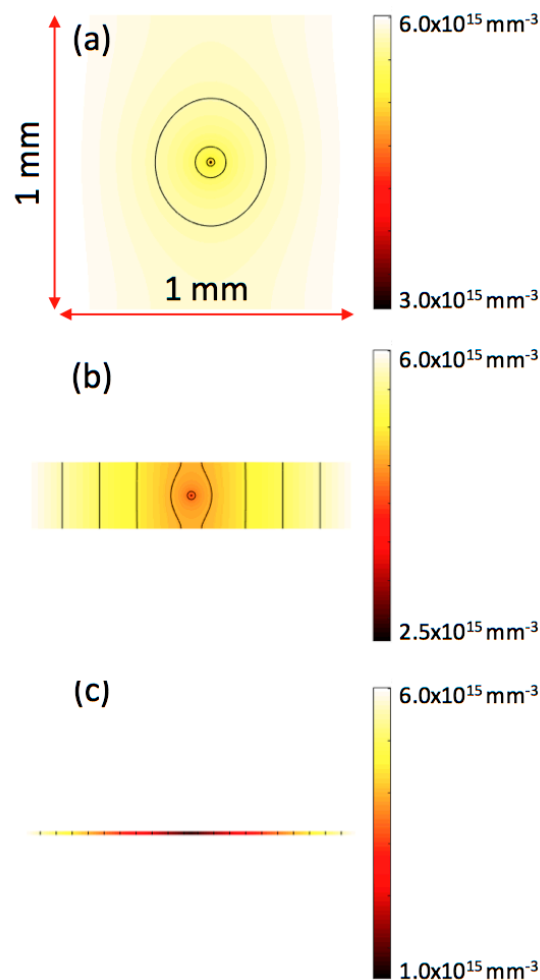 (a)
6.0x10¹⁵ mm⁻³
1 mm
1 mm
3.0x10¹⁵ mm⁻³
(b)
6.0x10¹⁵ mm⁻³
2.5x10¹⁵ mm⁻³
(c)
6.0x10¹⁵ mm⁻³
1.0x10¹⁵ mm⁻³